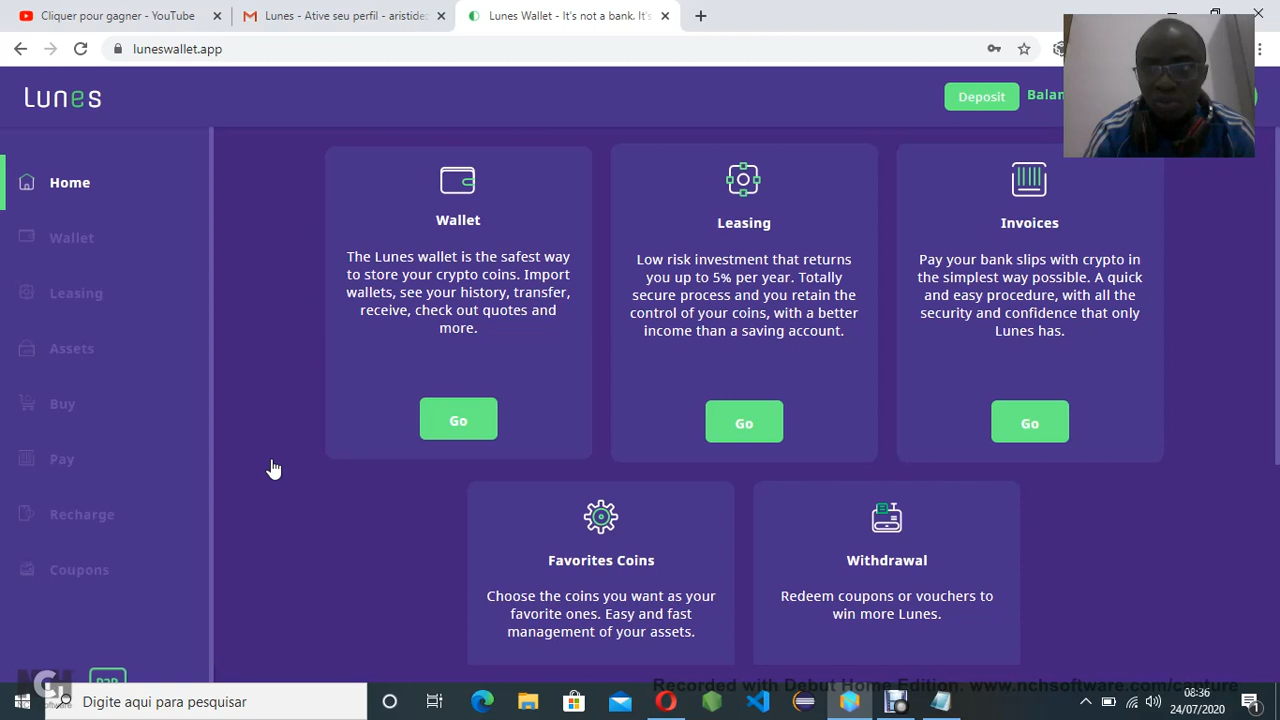 Cliquer pour gagner - YouTube
Lunes - Ative seu perfil - aristide
Lunes Wallet - It's not a bank. It's
luneswallet.app
Lunes
Deposit
Balan
Home
Wallet
Leasing
Assets
Buy
Pay
Recharge
Coupons
Wallet
The Lunes wallet is the safest way
to store your crypto coins. Import
wallets, see your history, transfer,
receive, check out quotes and
more.
Go
Leasing
Low risk investment that returns
you up to 5% per year. Totally
secure process and you retain the
control of your coins, with a better
income than a saving account.
Go
Invoices
Pay your bank slips with crypto in
the simplest way possible. A quick
and easy procedure, with all the
security and confidence that only
Lunes has.
Go
Favorites Coins
Choose the coins you want as your
favorite ones. Easy and fast
management of your assets.
Withdrawal
Redeem coupons or vouchers to
win more Lunes.
NCH Software
Recorded with Debut Home Edition. www.nchsoftware.com/capture
Digite aqui para pesquisar
08:36
24/07/2020
1